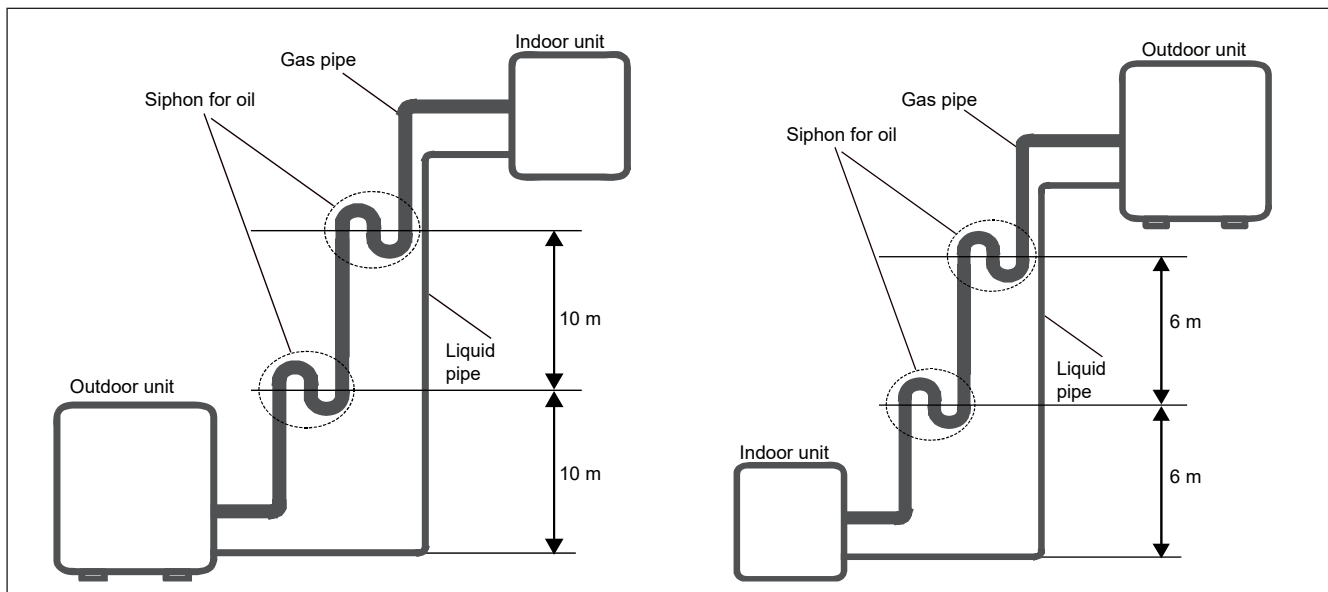 Indoor unit
Gas pipe
Siphon for oil
10 m
Liquid
pipe
Outdoor unit
10 m
Outdoor unit
Gas pipe
Siphon for oil
6 m
Liquid
pipe
Indoor unit
6 m